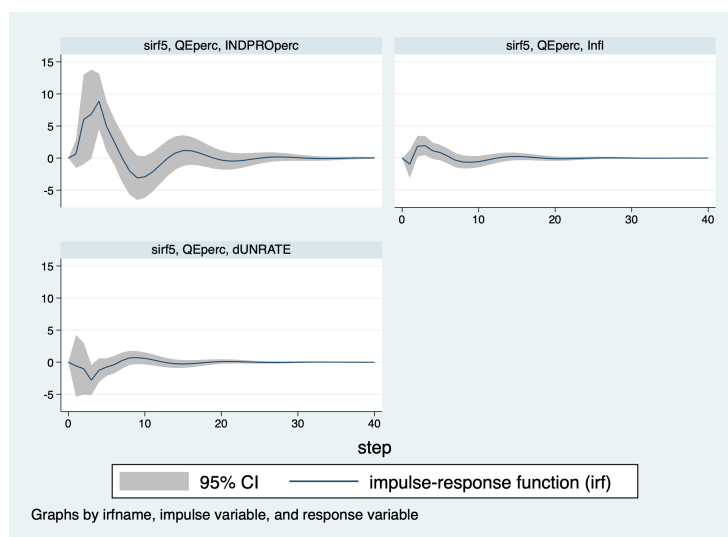 sirf5, QEperc, INDPROperc
sirf5, QEperc, Infl
15
10
5
0
-5
0 10 20 30 40
sirf5, QEperc, dUNRATE
15
10
5
0
-5
0 10 20 30 40
step
95% CI impulse-response function (irf)
Graphs by irfname, impulse variable, and response variable